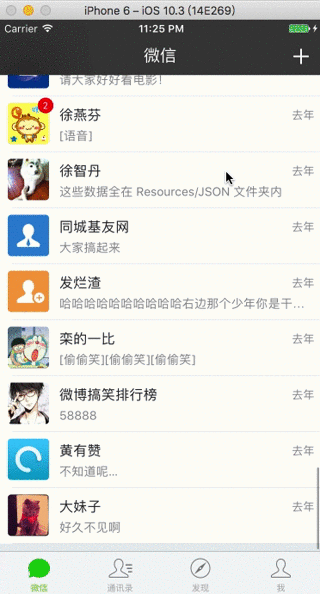 iPhone 6 – iOS 10.3 (14E269)
Carrier 11:25 PM
微信
请大家好好看电影!
2
徐燕芬 去年
[语音]
徐智丹 去年
这些数据全在 Resources/JSON 文件夹内
同城基友网 去年
大家搞起来
发烂渣 去年
哈哈哈哈哈哈哈哈哈哈右边那个少年你是干...
栾的一比 去年
[偷偷笑][偷偷笑][偷偷笑]
微博搞笑排行榜 去年
58888
黄有赞 去年
不知道呢...
大妹子 去年
好久不见啊
微信 通讯录 发现 我